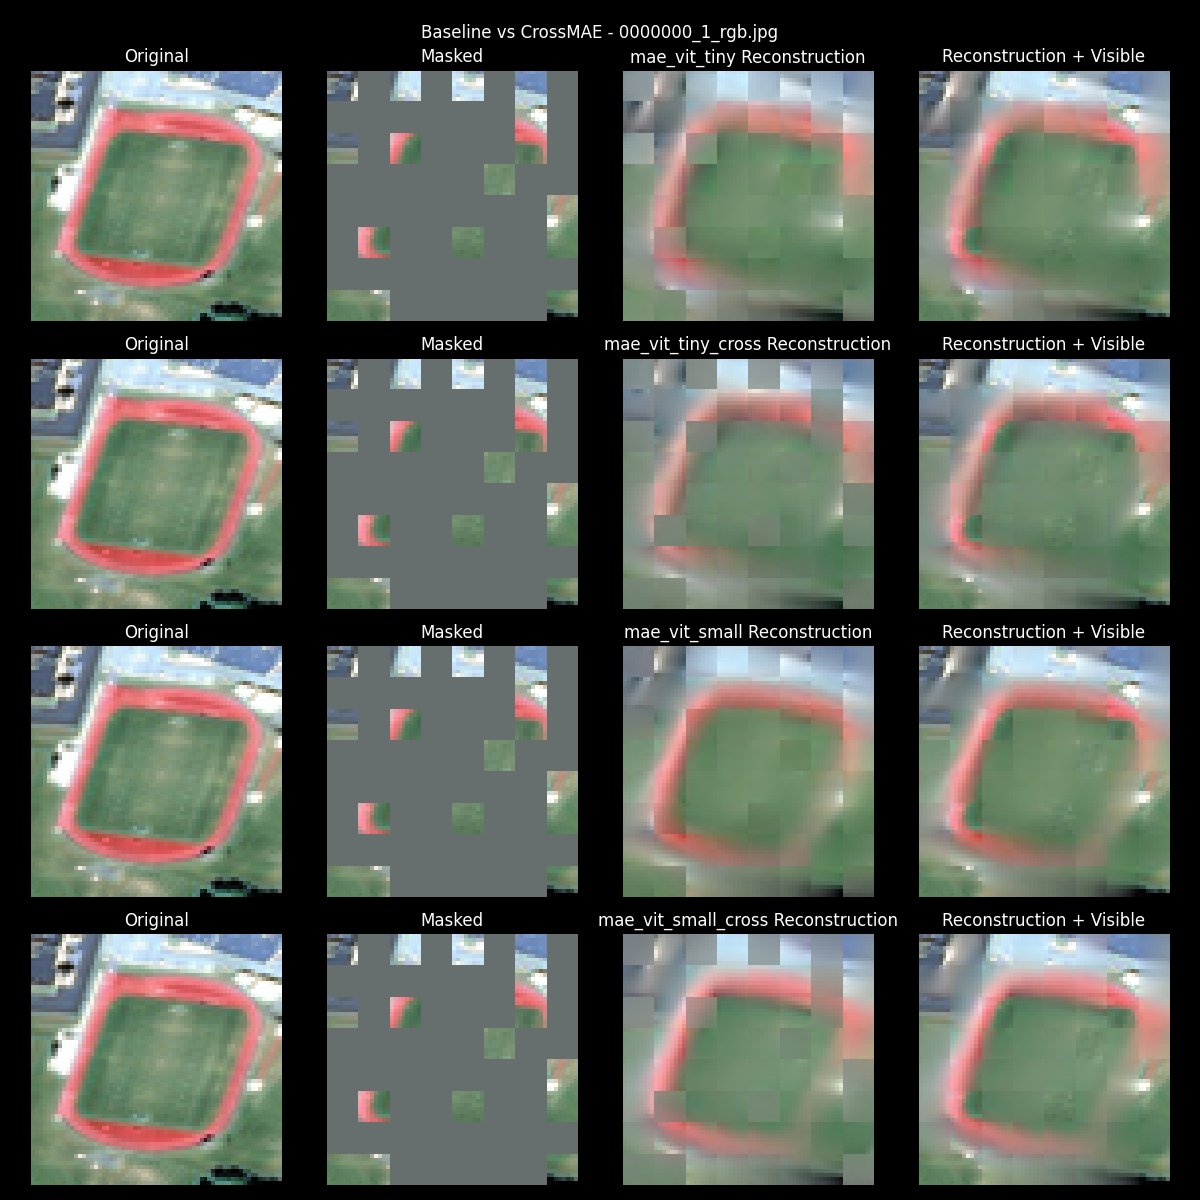 Baseline vs CrossMAE - 0000000_1_rgb.jpg
Original Masked mae_vit_tiny Reconstruction Reconstruction + Visible
Original Masked mae_vit_tiny_cross Reconstruction Reconstruction + Visible
Original Masked mae_vit_small Reconstruction Reconstruction + Visible
Original Masked mae_vit_small_cross Reconstruction Reconstruction + Visible